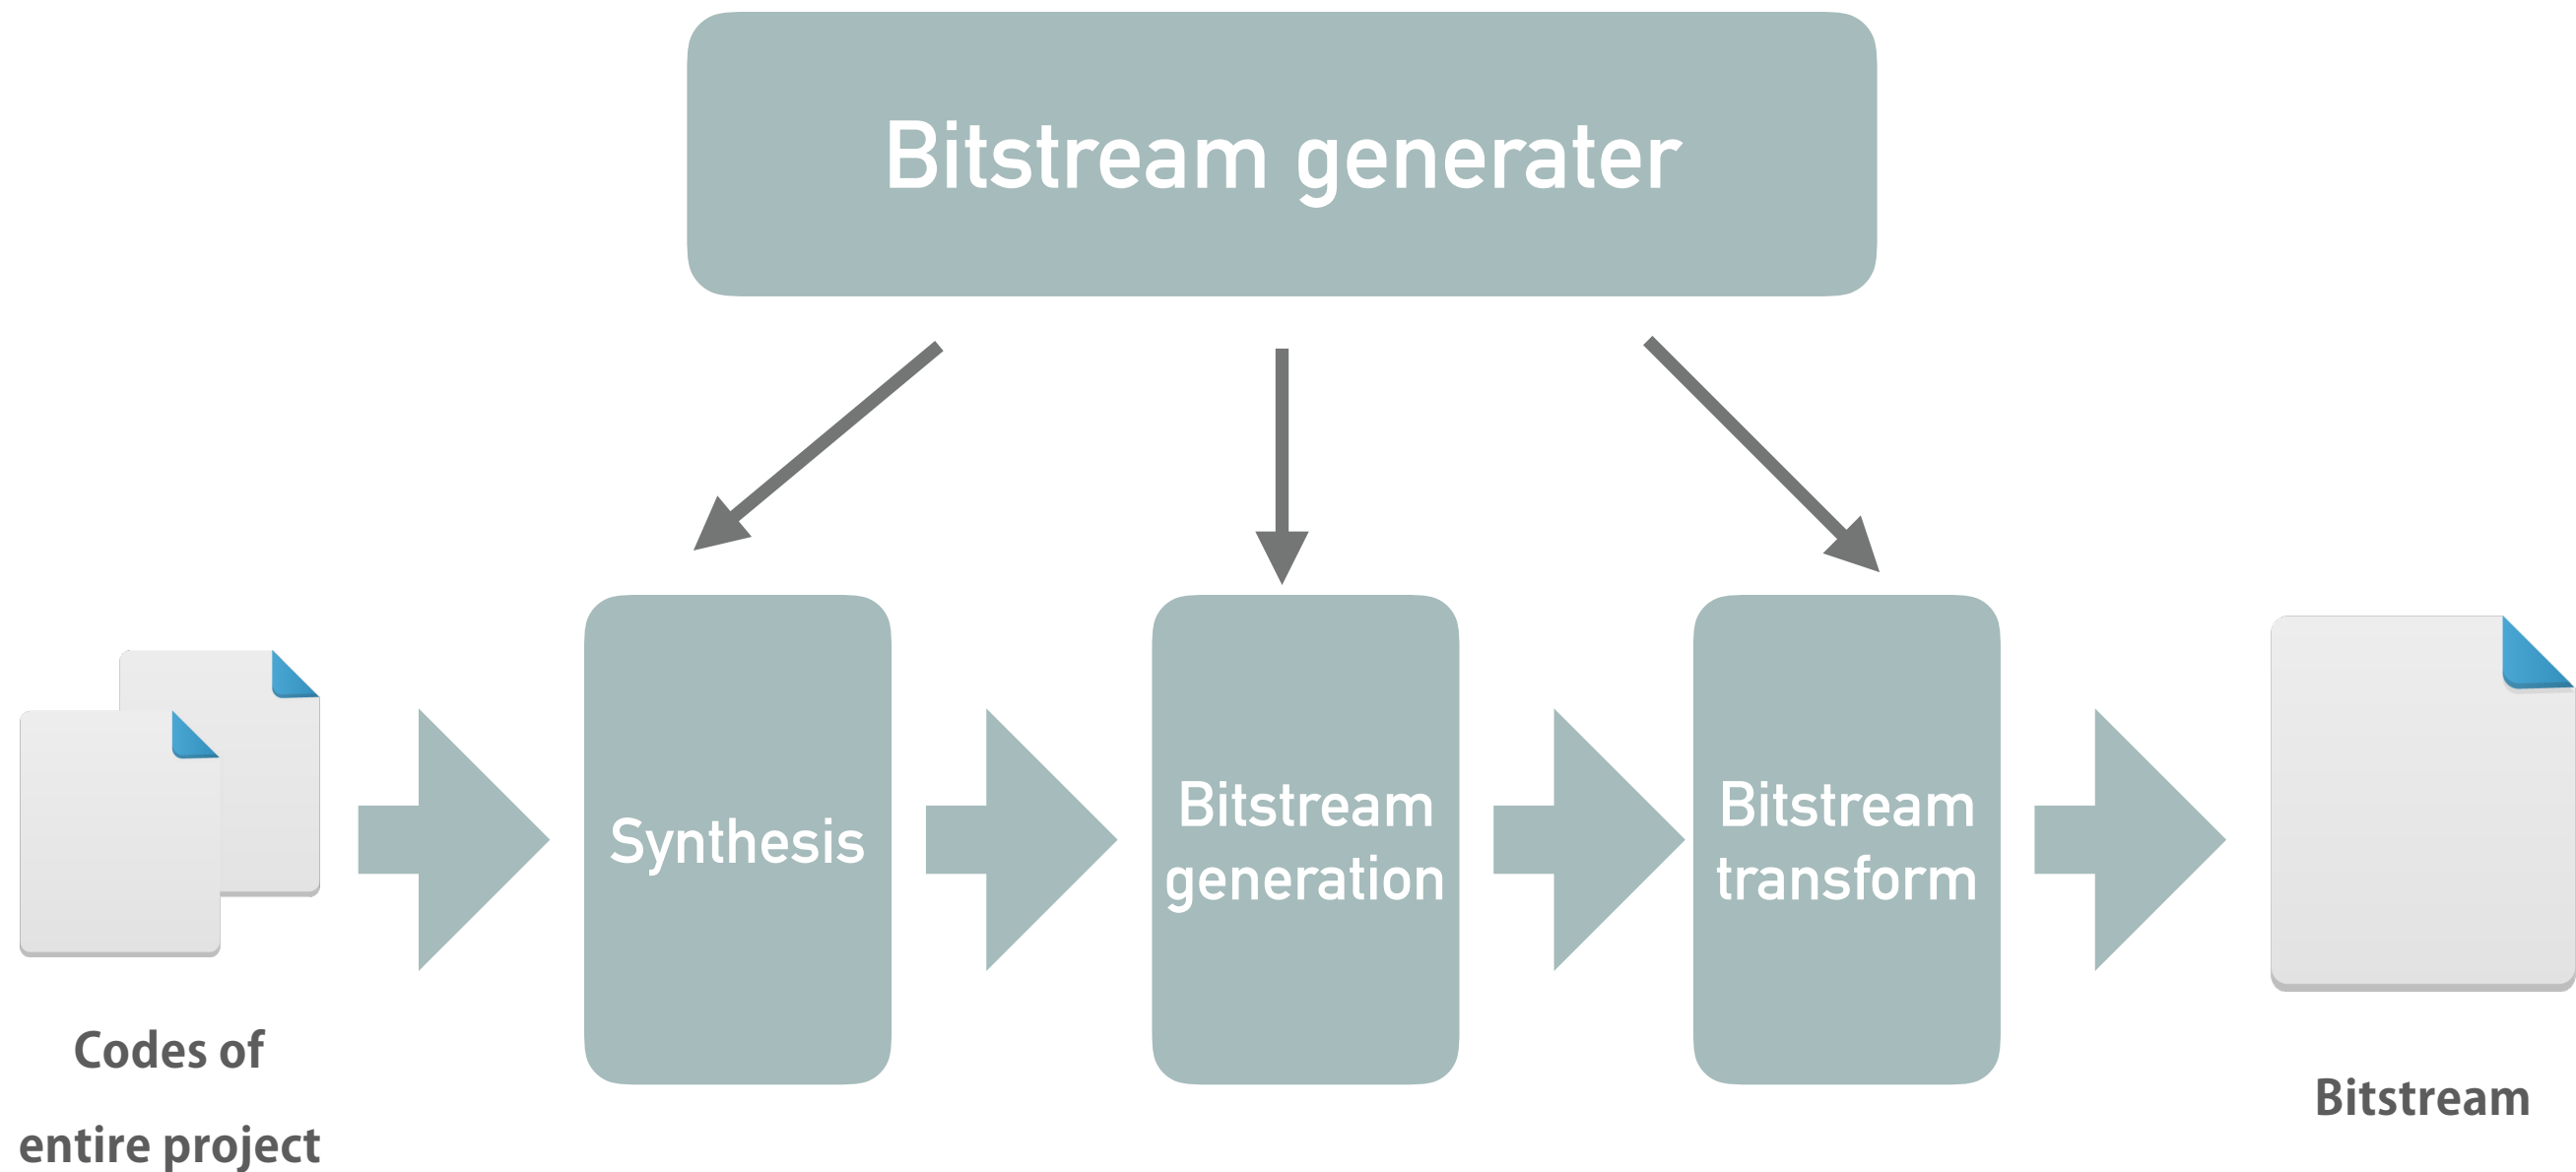 Bitstream generater
Synthesis
Bitstream
generation
Bitstream
transform
Codes of
entire project
Bitstream